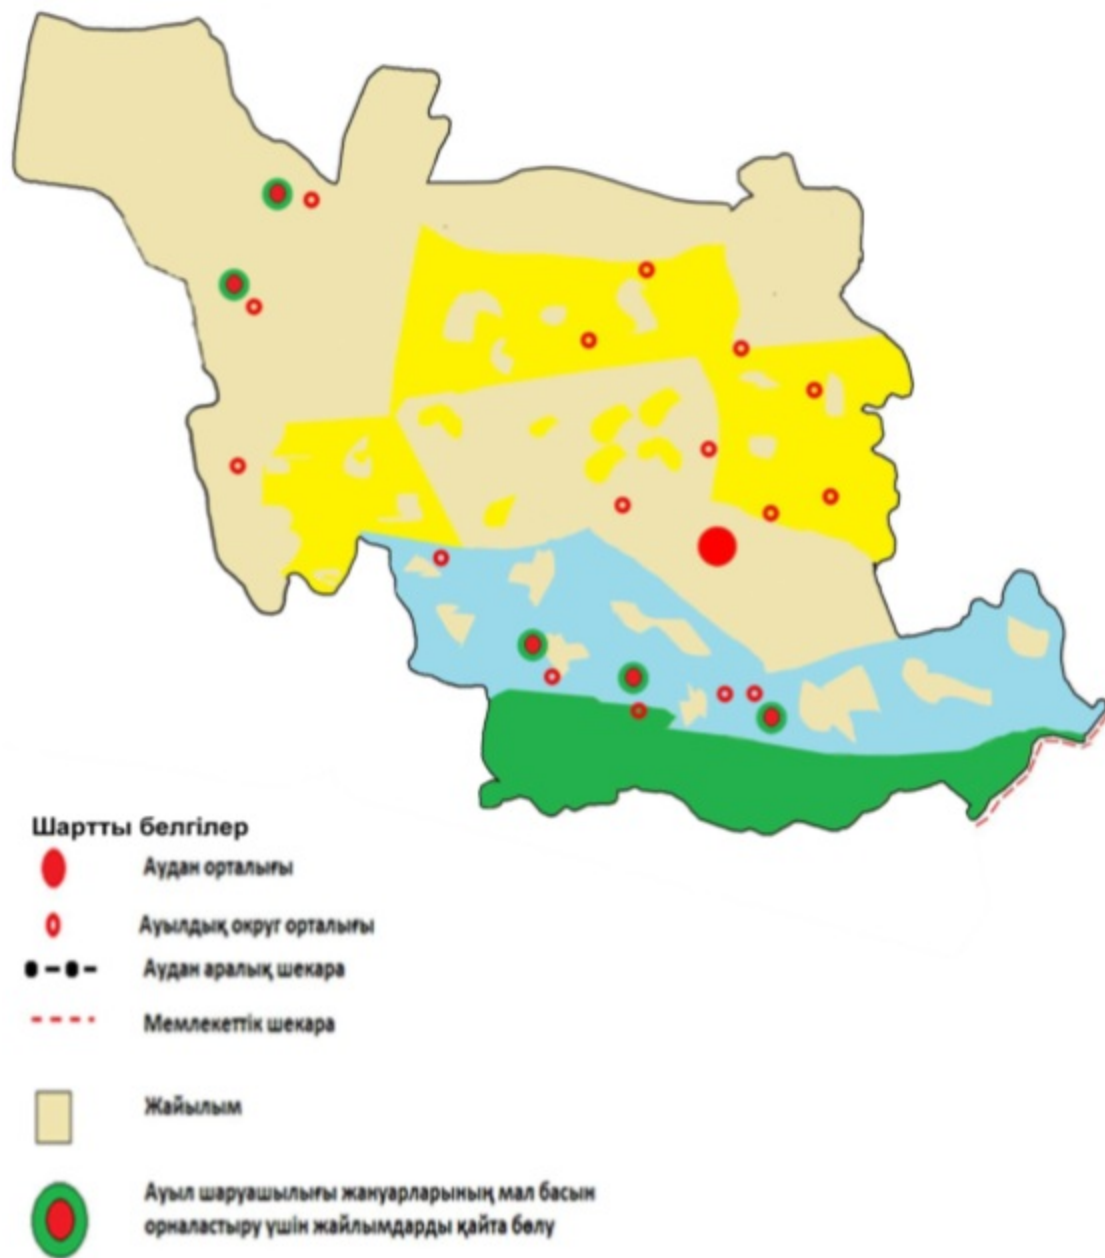 Шартты белгілер
Аудан орталығы
Ауылдық округ орталығы
Аудан аралық шекара
Мемлекеттік шекара
Жайылым
Ауыл шаруашылығы жануарларының мал басын
орналастыру үшін жайлымдарды қайта бөлу